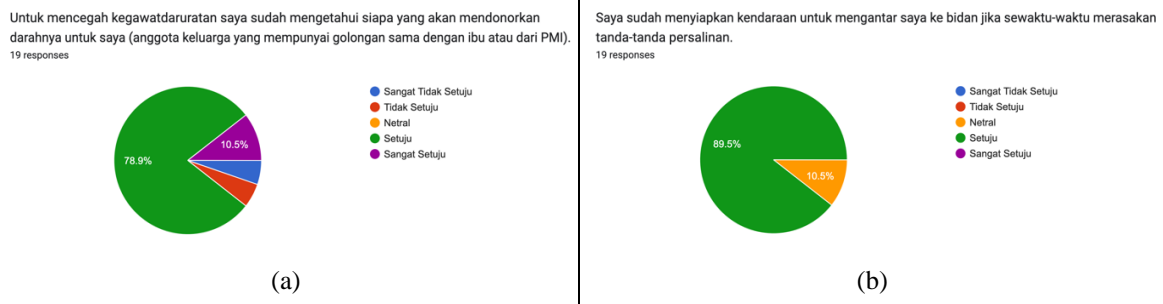 Untuk mencegah kegawatdaruratan saya sudah mengetahui siapa yang akan mendonorkan
darahnya untuk saya (anggota keluarga yang mempunyai golongan sama dengan ibu atau dari PMI).
19 responses
Sangat Tidak Setuju
Tidak Setuju
Netral
Setuju
Sangat Setuju
78.9%
10.5%
(a)
Saya sudah menyiapkan kendaraan untuk mengantar saya ke bidan jika sewaktu-waktu merasakan
tanda-tanda persalinan.
19 responses
Sangat Tidak Setuju
Tidak Setuju
Netral
Setuju
Sangat Setuju
89.5%
10.5%
(b)